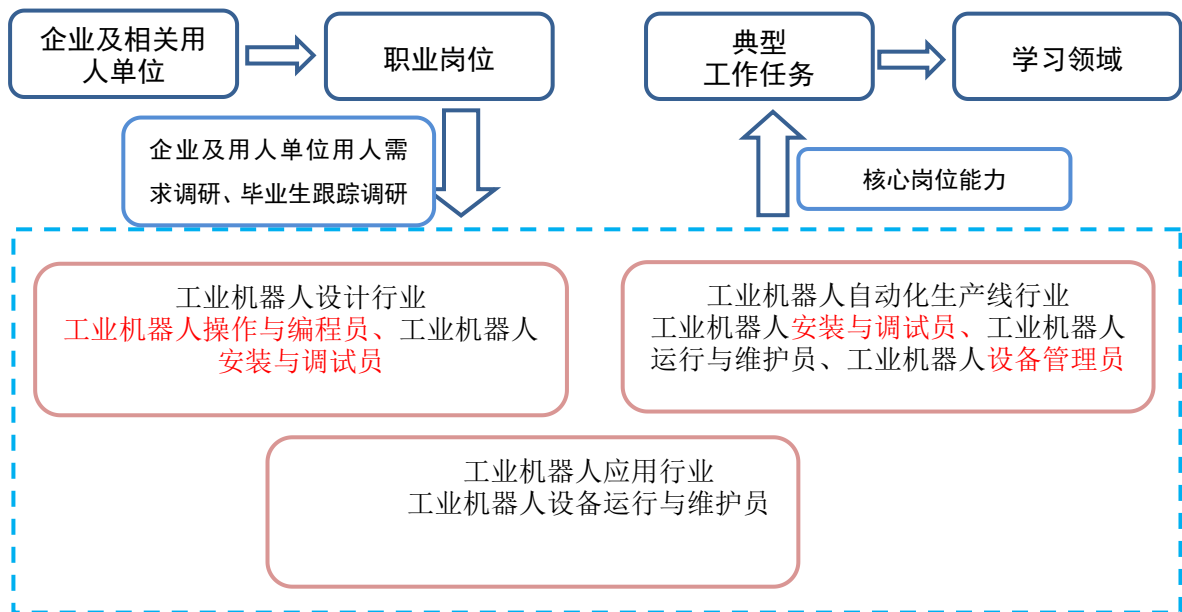 企业及相关用
人单位
职业岗位
典型
工作任务
学习领域
企业及用人单位用人需
求调研、毕业生跟踪调研
核心岗位能力
工业机器人设计行业
工业机器人操作与编程员、工业机器人
安装与调试员
工业机器人自动化生产线行业
工业机器人安装与调试员、工业机器人
运行与维护员、工业机器人设备管理员
工业机器人应用行业
工业机器人设备运行与维护员